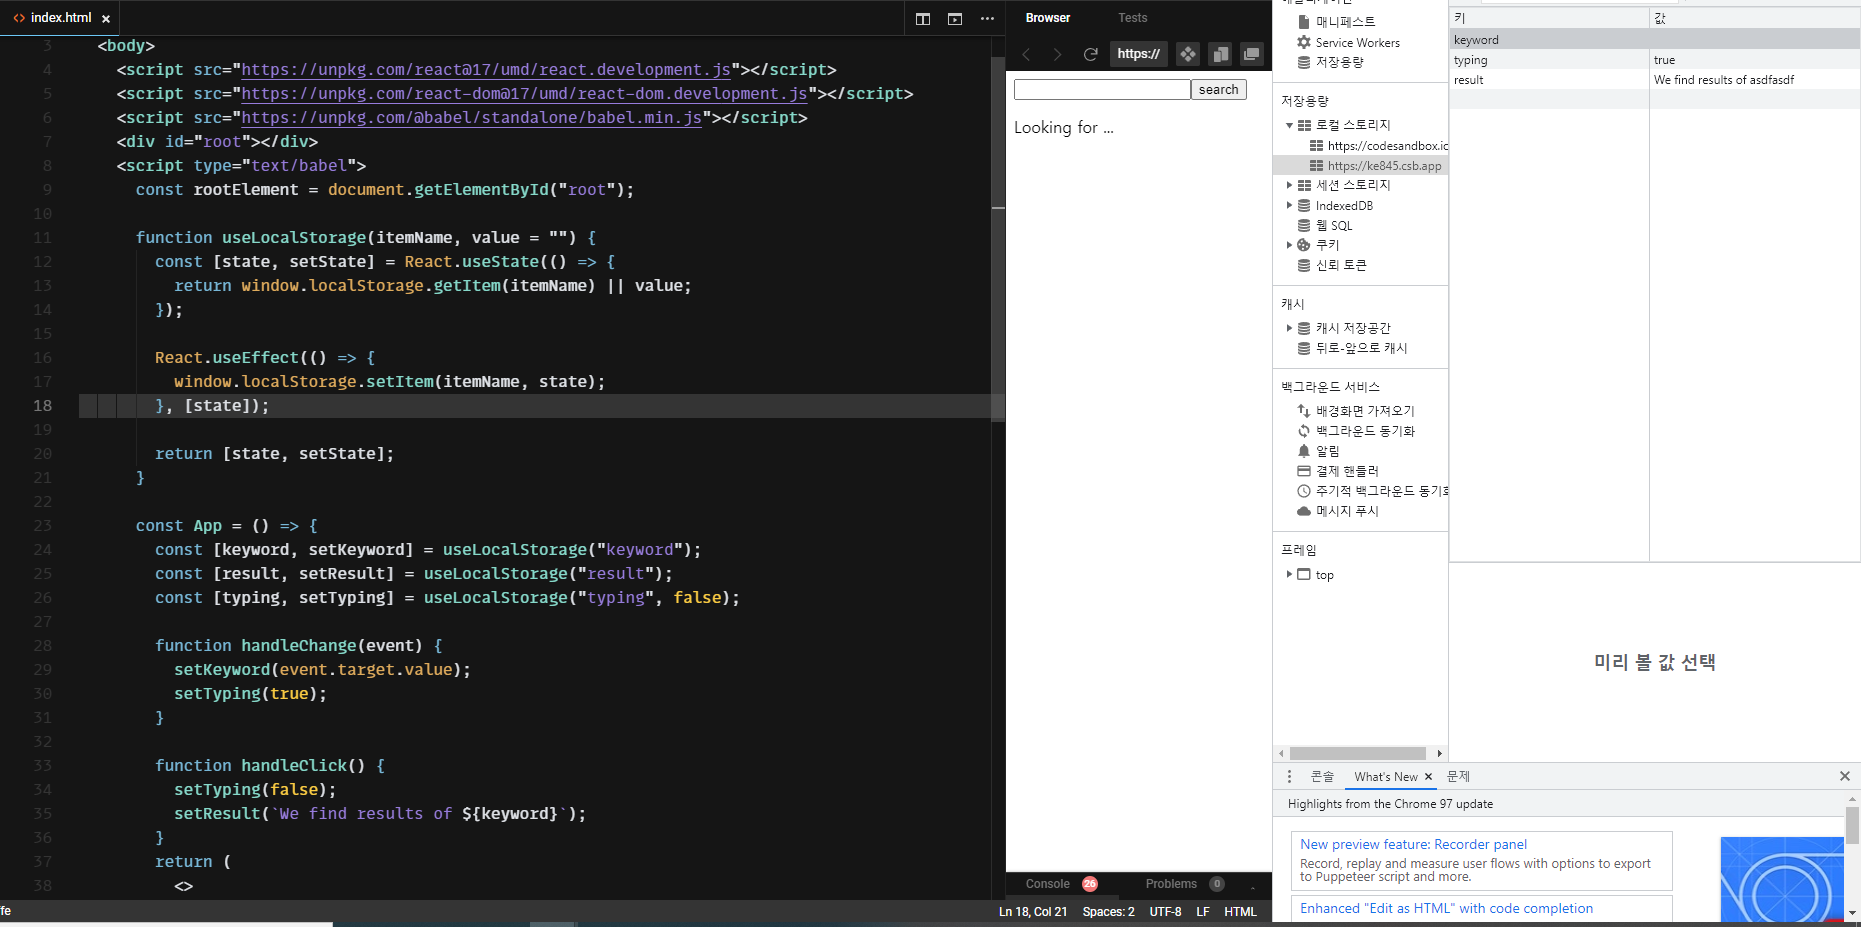 index.html
3 <body>
4 <script src="https://unpkg.com/react@17/umd/react.development.js"></script>
5 <script src="https://unpkg.com/react-dom@17/umd/react-dom.development.js"></script>
6 <script src="https://unpkg.com/@babel/standalone/babel.min.js"></script>
7 <div id="root"></div>
8 <script type="text/babel">
9 const rootElement = document.getElementById("root");
10
11 function useLocalStorage(itemName, value = "") {
12 const [state, setState] = React.useState(() => {
13 return window.localStorage.getItem(itemName) || value;
14 });
15
16 React.useEffect(() => {
17 window.localStorage.setItem(itemName, state);
18 }, [state]);
19
20 return [state, setState];
21 }
22
23 const App = () => {
24 const [keyword, setKeyword] = useLocalStorage("keyword");
25 const [result, setResult] = useLocalStorage("result");
26 const [typing, setTyping] = useLocalStorage("typing", false);
27
28 function handleChange(event) {
29 setKeyword(event.target.value);
30 setTyping(true);
31 }
32
33 function handleClick() {
34 setTyping(false);
35 setResult(`We find results of ${keyword}`);
36 }
37 return (
38 <>
Ln 18, Col 21 Spaces: 2 UTF-8 LF HTML
Browser Tests
https://
search
Looking for ...
Console 26 Problems 0
매니페스트
Service Workers
저장용량
저장용량
로컬 스토리지
https://codesandbox.ic
https://ke845.csb.app
세션 스토리지
IndexedDB
웹 SQL
쿠키
신뢰 토큰
캐시
캐시 저장공간
뒤로-앞으로 캐시
백그라운드 서비스
배경화면 가져오기
백그라운드 동기화
알림
결제 핸들러
주기적 백그라운드 동기화
메시지 푸시
프레임
top
키 값
keyword
typing true
result We find results of asdfasdf
미리 볼 값 선택
콘솔 What's New 문제
Highlights from the Chrome 97 update
New preview feature: Recorder panel
Record, replay and measure user flows with options to export
to Puppeteer script and more.
Enhanced "Edit as HTML" with code completion